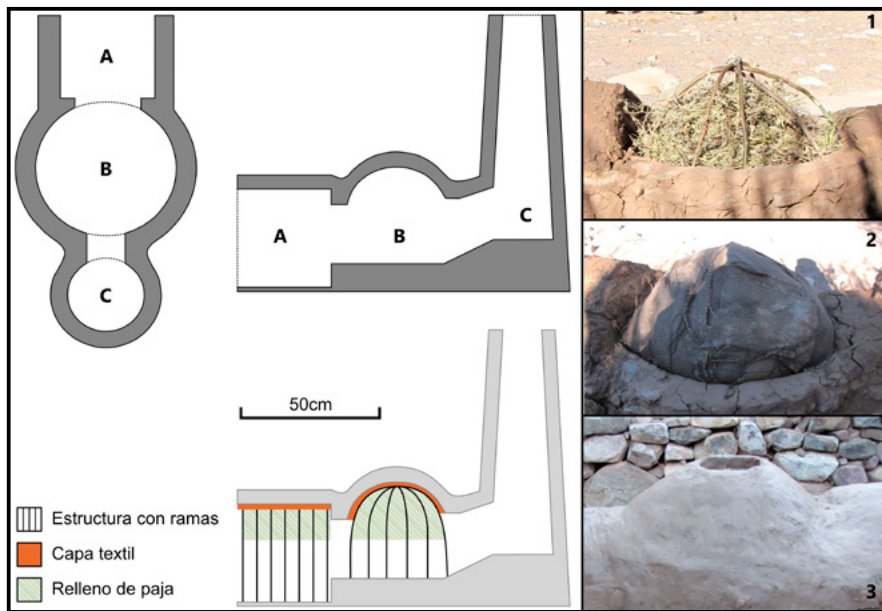 A
B
C
A
B
C
50cm
Estructura con ramas
Capa textil
Relleno de paja
1
2
3